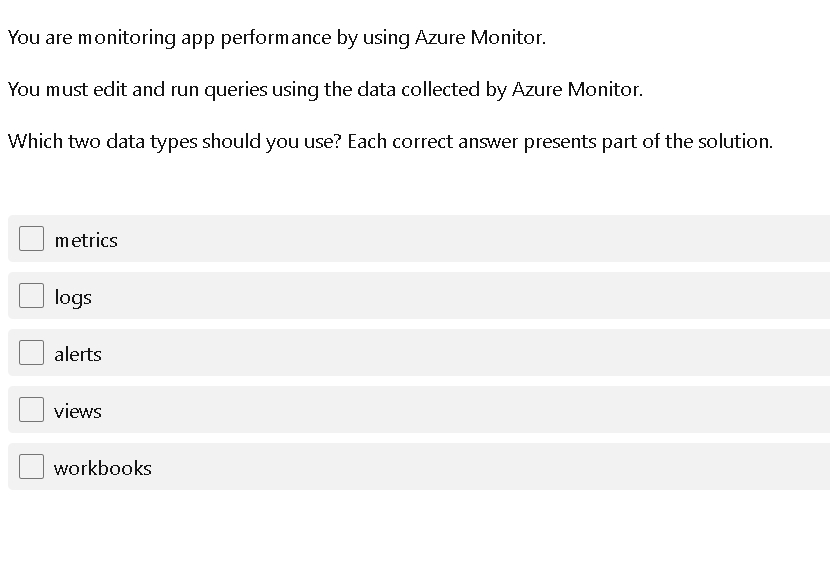 You are monitoring app performance by using Azure Monitor.
You must edit and run queries using the data collected by Azure Monitor.
Which two data types should you use? Each correct answer presents part of the solution.
metrics
logs
alerts
views
workbooks